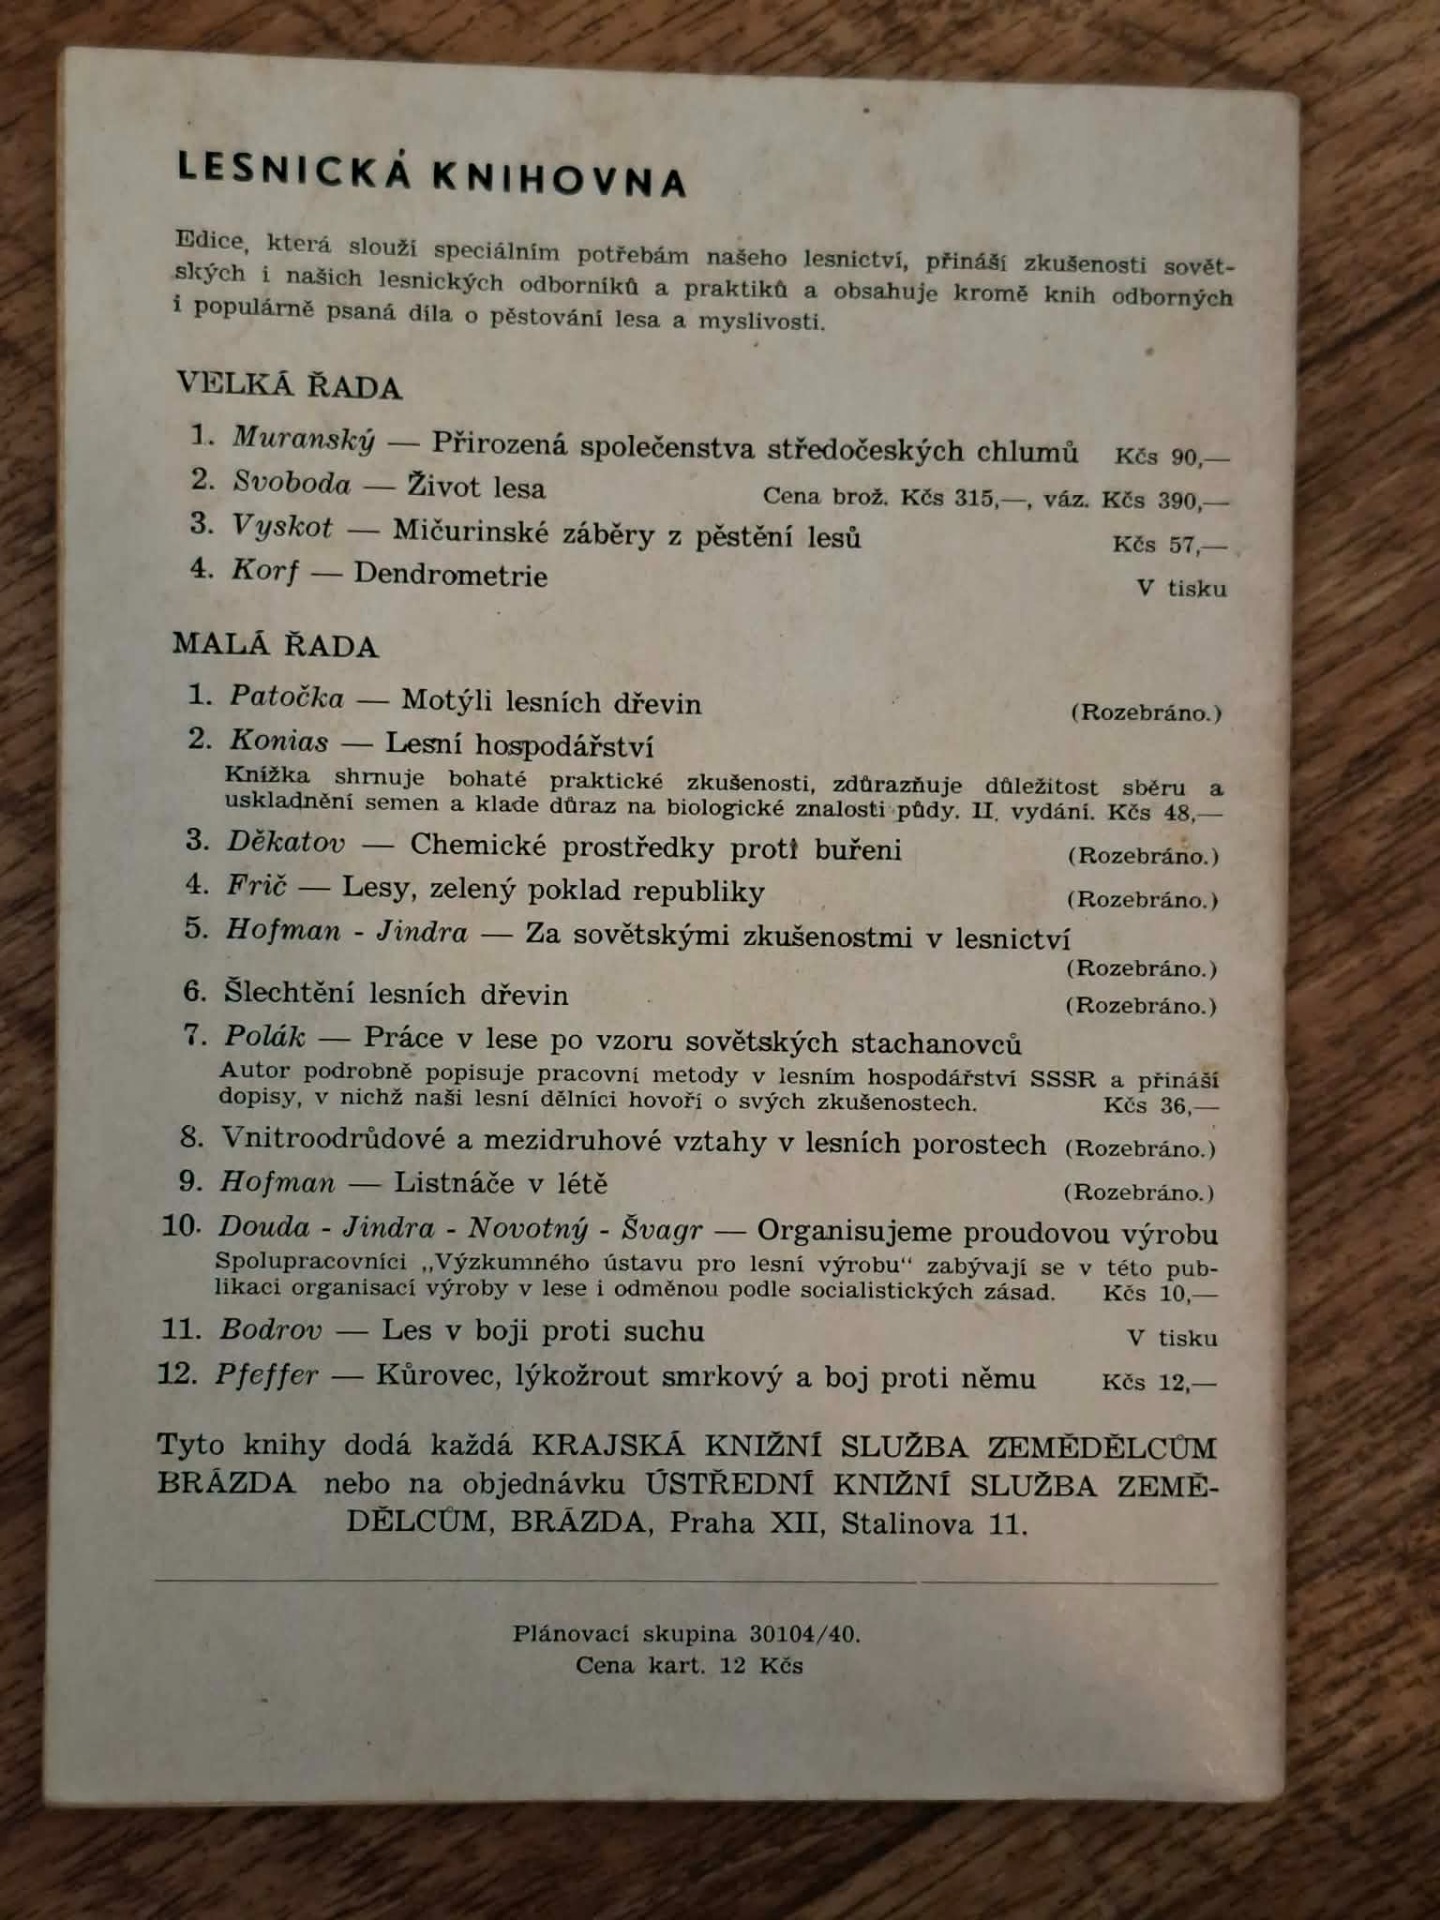 LESNICKÁ KNIHOVNA
Edice, která slouží speciálním potřebám našeho lesnictví, přináší zkušenosti sovět-
ských i našich lesnických odborníků a praktiků a obsahuje kromě knih odborných
i populárně psaná díla o pěstování lesa a myslivosti.
VELKÁ ŘADA
1. Muranský — Přirozená společenstva středočeských chlumů Kčs 90,—
2. Svoboda — Život lesa Cena brož. Kčs 315,—, váz. Kčs 390,—
3. Vyskot — Mičurinské záběry z pěstění lesů Kčs 57,—
4. Korf — Dendrometrie V tisku
MALÁ ŘADA
1. Patočka — Motýli lesních dřevin (Rozebráno.)
2. Konias — Lesní hospodářství
Knížka shrnuje bohaté praktické zkušenosti, zdůrazňuje důležitost sběru a
uskladnění semen a klade důraz na biologické znalosti půdy. II. vydání. Kčs 48,—
3. Děkatov — Chemické prostředky proti buřeni (Rozebráno.)
4. Frič — Lesy, zelený poklad republiky (Rozebráno.)
5. Hofman - Jindra — Za sovětskými zkušenostmi v lesnictví
(Rozebráno.)
6. Šlechtění lesních dřevin (Rozebráno.)
7. Polák — Práce v lese po vzoru sovětských stachanovců
Autor podrobně popisuje pracovní metody v lesním hospodářství SSSR a přináší
dopisy, v nichž naši lesní dělníci hovoří o svých zkušenostech. Kčs 36,—
8. Vnitroodrůdové a mezidruhové vztahy v lesních porostech (Rozebráno.)
9. Hofman — Listnáče v létě (Rozebráno.)
10. Douda - Jindra - Novotný - Švagr — Organisujeme proudovou výrobu
Spolupracovníci „Výzkumného ústavu pro lesní výrobu“ zabývají se v této pub-
likaci organisací výroby v lese i odměnou podle socialistických zásad. Kčs 10,—
11. Bodrov — Les v boji proti suchu V tisku
12. Pfeffer — Kůrovec, lýkožrout smrkový a boj proti němu Kčs 12,—
Tyto knihy dodá každá KRAJSKÁ KNIŽNÍ SLUŽBA ZEMĚDĚLCŮM
BRÁZDA nebo na objednávku ÚSTŘEDNÍ KNIŽNÍ SLUŽBA ZEMĚ-
DĚLCŮM, BRÁZDA, Praha XII, Stalinova 11.
Plánovací skupina 30104/40.
Cena kart. 12 Kčs